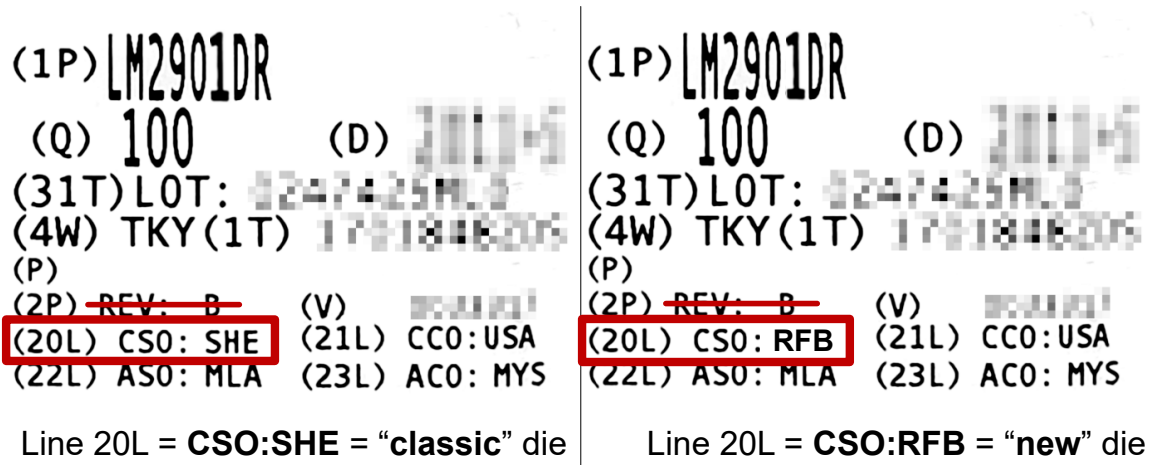 (1P) LM2901DR
(Q) 100 (D)
(31T) LOT:
(4W) TKY (1T)
(P)
(2P) REV: B (V)
(20L) CSO: SHE (21L) CCO:USA
(22L) ASO: MLA (23L) ACO: MYS
Line 20L = CSO:SHE = “classic” die
(1P) LM2901DR
(Q) 100 (D)
(31T) LOT:
(4W) TKY (1T)
(P)
(2P) REV: B (V)
(20L) CSO: RFB (21L) CCO:USA
(22L) ASO: MLA (23L) ACO: MYS
Line 20L = CSO:RFB = “new” die